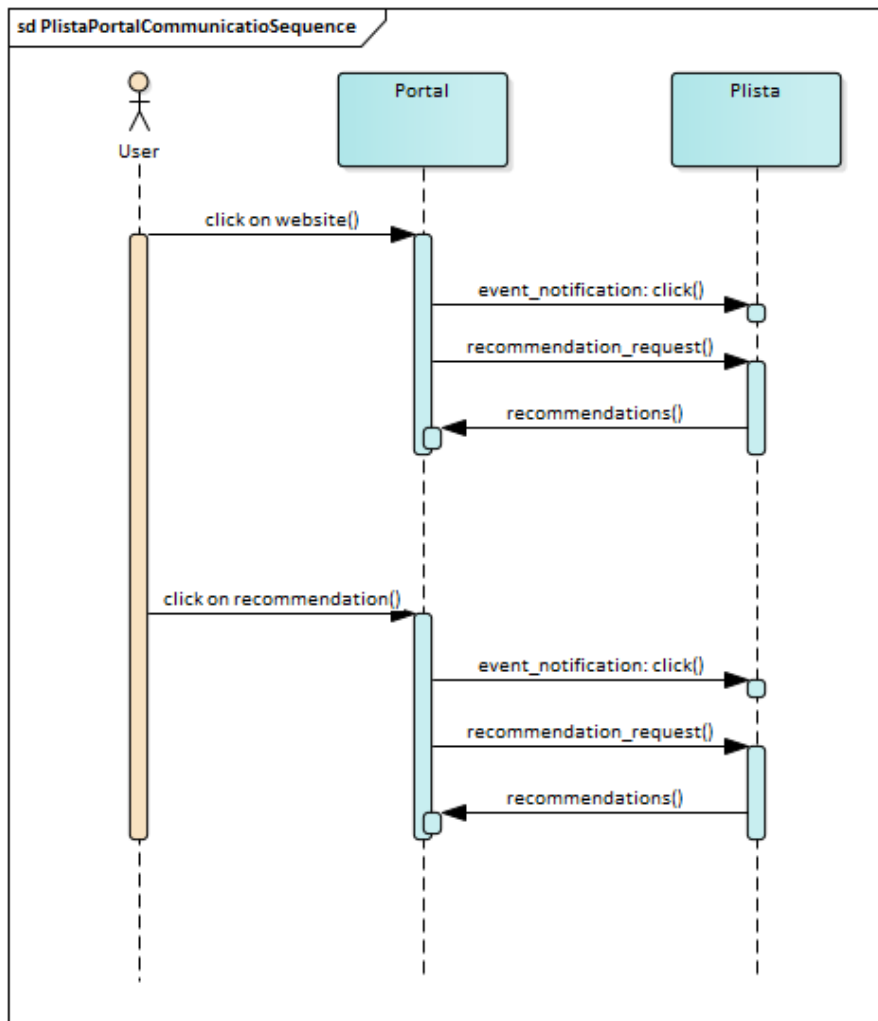 sd PlistaPortalCommunicatioSequence
Portal
Plista
User
click on website()
event_notification: click()
recommendation_request()
recommendations()
click on recommendation()
event_notification: click()
recommendation_request()
recommendations()